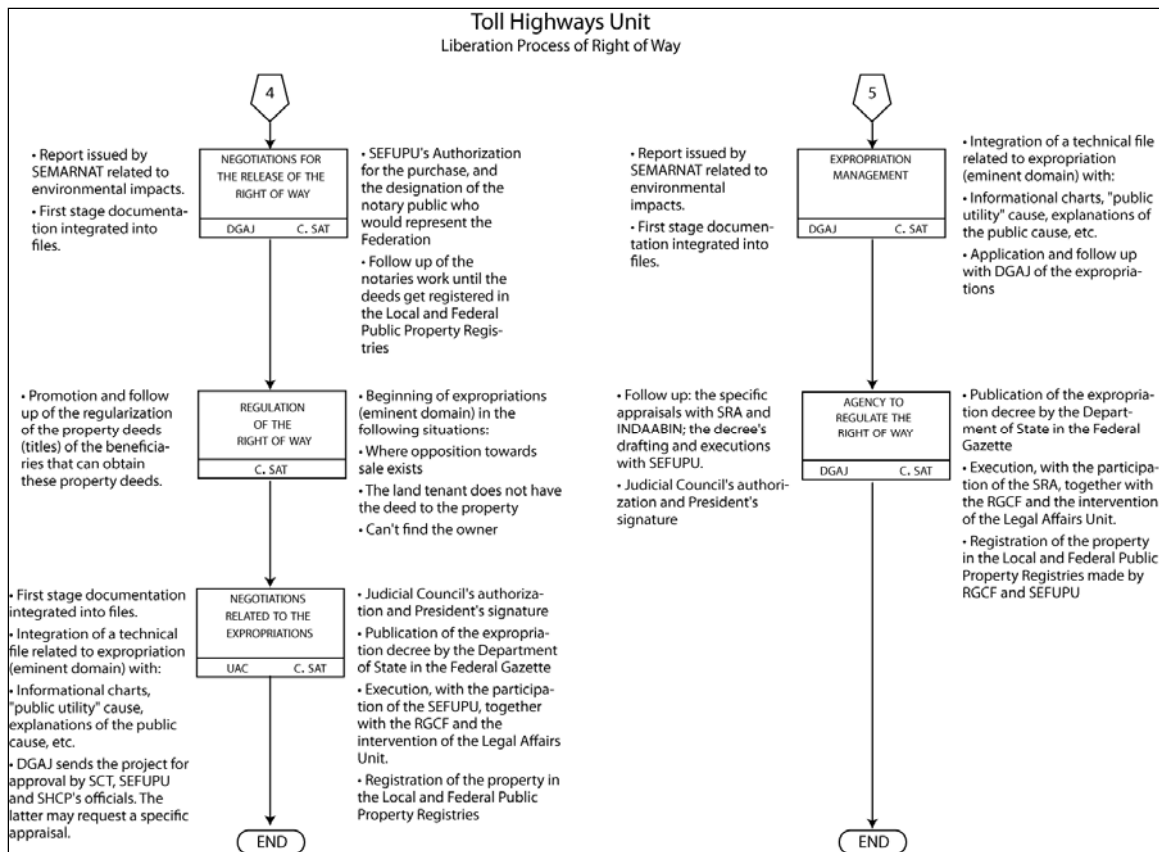 Toll Highways Unit
Liberation Process of Right of Way
4
• Report issued by
SEMARNAT related to
environmental impacts.
• First stage documenta-
tion integrated into
files.
NEGOTIATIONS FOR
THE RELEASE OF THE
RIGHT OF WAY
DGAJ C. SAT
• SEFUPU's Authorization
for the purchase, and
the designation of the
notary public who
would represent the
Federation
• Follow up of the
notaries work until the
deeds get registered in
the Local and Federal
Public Property Regis-
tries
• Promotion and follow
up of the regularization
of the property deeds
(titles) of the beneficia-
ries that can obtain
these property deeds.
REGULATION
OF THE
RIGHT OF WAY
C. SAT
• Beginning of expropriations
(eminent domain) in the
following situations:
• Where opposition towards
sale exists
• The land tenant does not have
the deed to the property
• Can't find the owner
• First stage documentation
integrated into files.
• Integration of a technical
file related to expropriation
(eminent domain) with:
• Informational charts,
"public utility" cause,
explanations of the public
cause, etc.
• DGAJ sends the project for
approval by SCT, SEFUPU
and SHCP's officials. The
latter may request a specific
appraisal.
NEGOTIATIONS
RELATED TO THE
EXPROPRIATIONS
UAC C. SAT
• Judicial Council's authoriza-
tion and President's signature
• Publication of the expropria-
tion decree by the Department
of State in the Federal Gazette
• Execution, with the participa-
tion of the SEFUPU, together
with the RGCF and the
intervention of the Legal Affairs
Unit.
• Registration of the property in
the Local and Federal Public
Property Registries
END
5
• Report issued by
SEMARNAT related to
environmental
impacts.
• First stage documen-
tation integrated into
files.
EXPROPRIATION
MANAGEMENT
DGAJ C. SAT
• Integration of a technical file
related to expropriation
(eminent domain) with:
• Informational charts, "public
utility" cause, explanations of
the public cause, etc.
• Application and follow up
with DGAJ of the expropria-
tions
• Follow up: the specific
appraisals with SRA and
INDAABIN; the decree's
drafting and executions
with SEFUPU.
• Judicial Council's authori-
zation and President's
signature
AGENCY TO
REGULATE THE
RIGHT OF WAY
DGAJ C. SAT
• Publication of the expropri-
ation decree by the Depart-
ment of State in the Federal
Gazette
• Execution, with the partici-
pation of the SRA, together
with the RGCF and the
intervention of the Legal
Affairs Unit.
• Registration of the property
in the Local and Federal Public
Property Registries made by
RGCF and SEFUPU
END